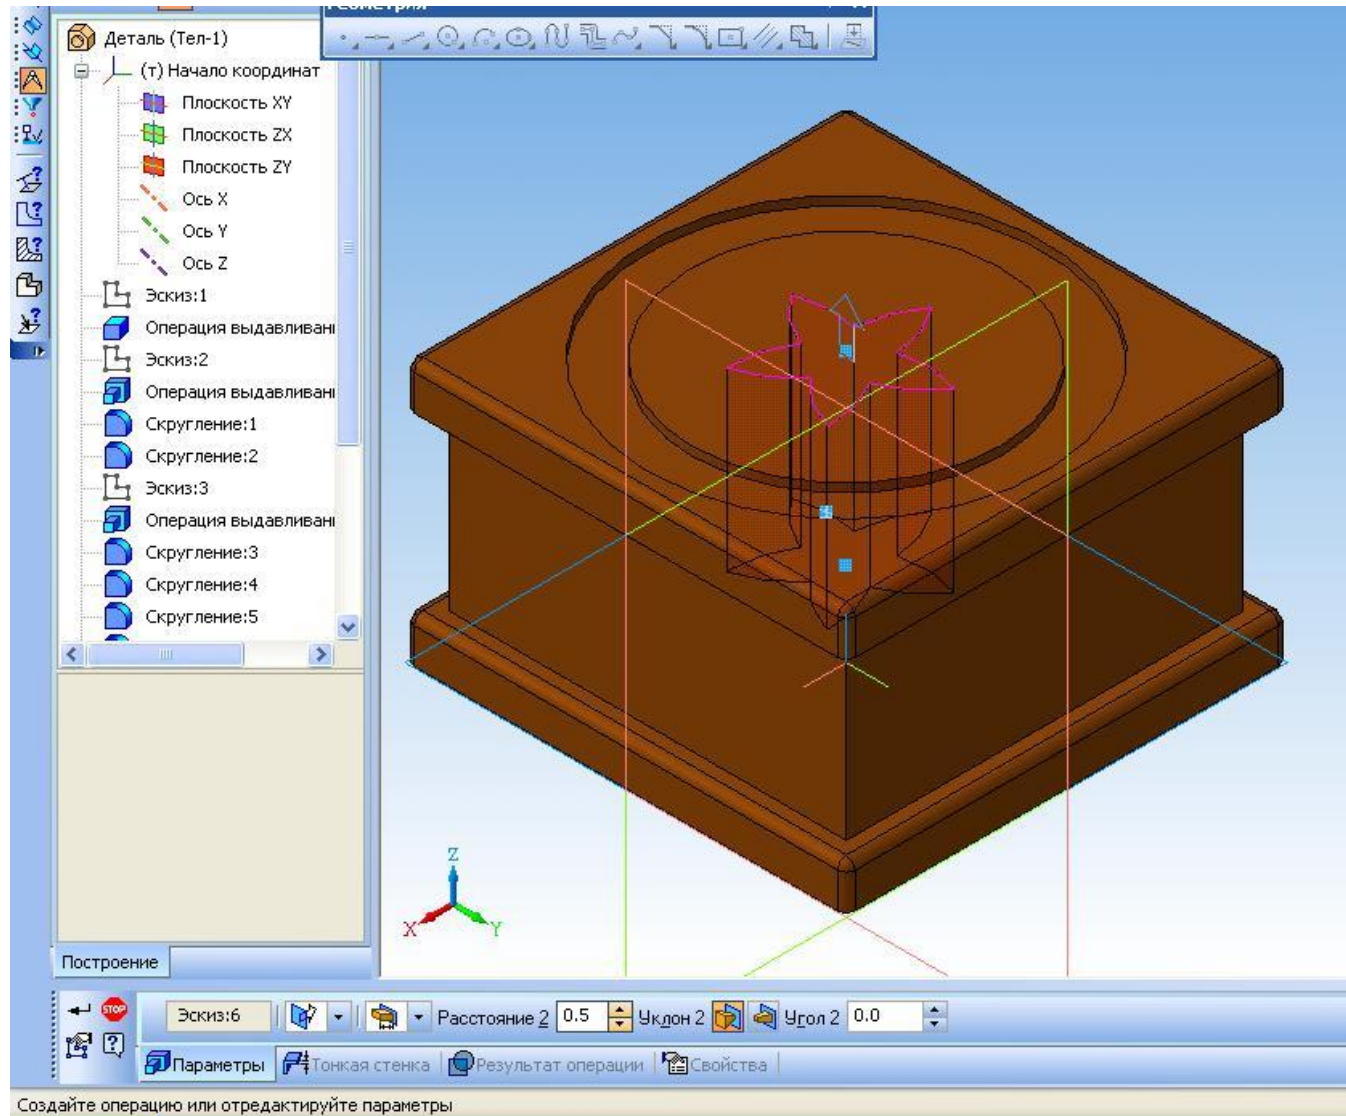 Геометрия
Деталь (Тел-1)
(т) Начало координат
Плоскость XY
Плоскость ZX
Плоскость ZY
Ось X
Ось Y
Ось Z
Эскиз:1
Операция выдавливани
Эскиз:2
Операция выдавливани
Скругление:1
Скругление:2
Эскиз:3
Операция выдавливани
Скругление:3
Скругление:4
Скругление:5
Z
X
Y
Построение
STOP
Эскиз:6
Расстояние 2 0.5 Уклон 2 Угол 2 0.0
Параметры Тонкая стенка Результат операции Свойства
Создайте операцию или отредактируйте параметры